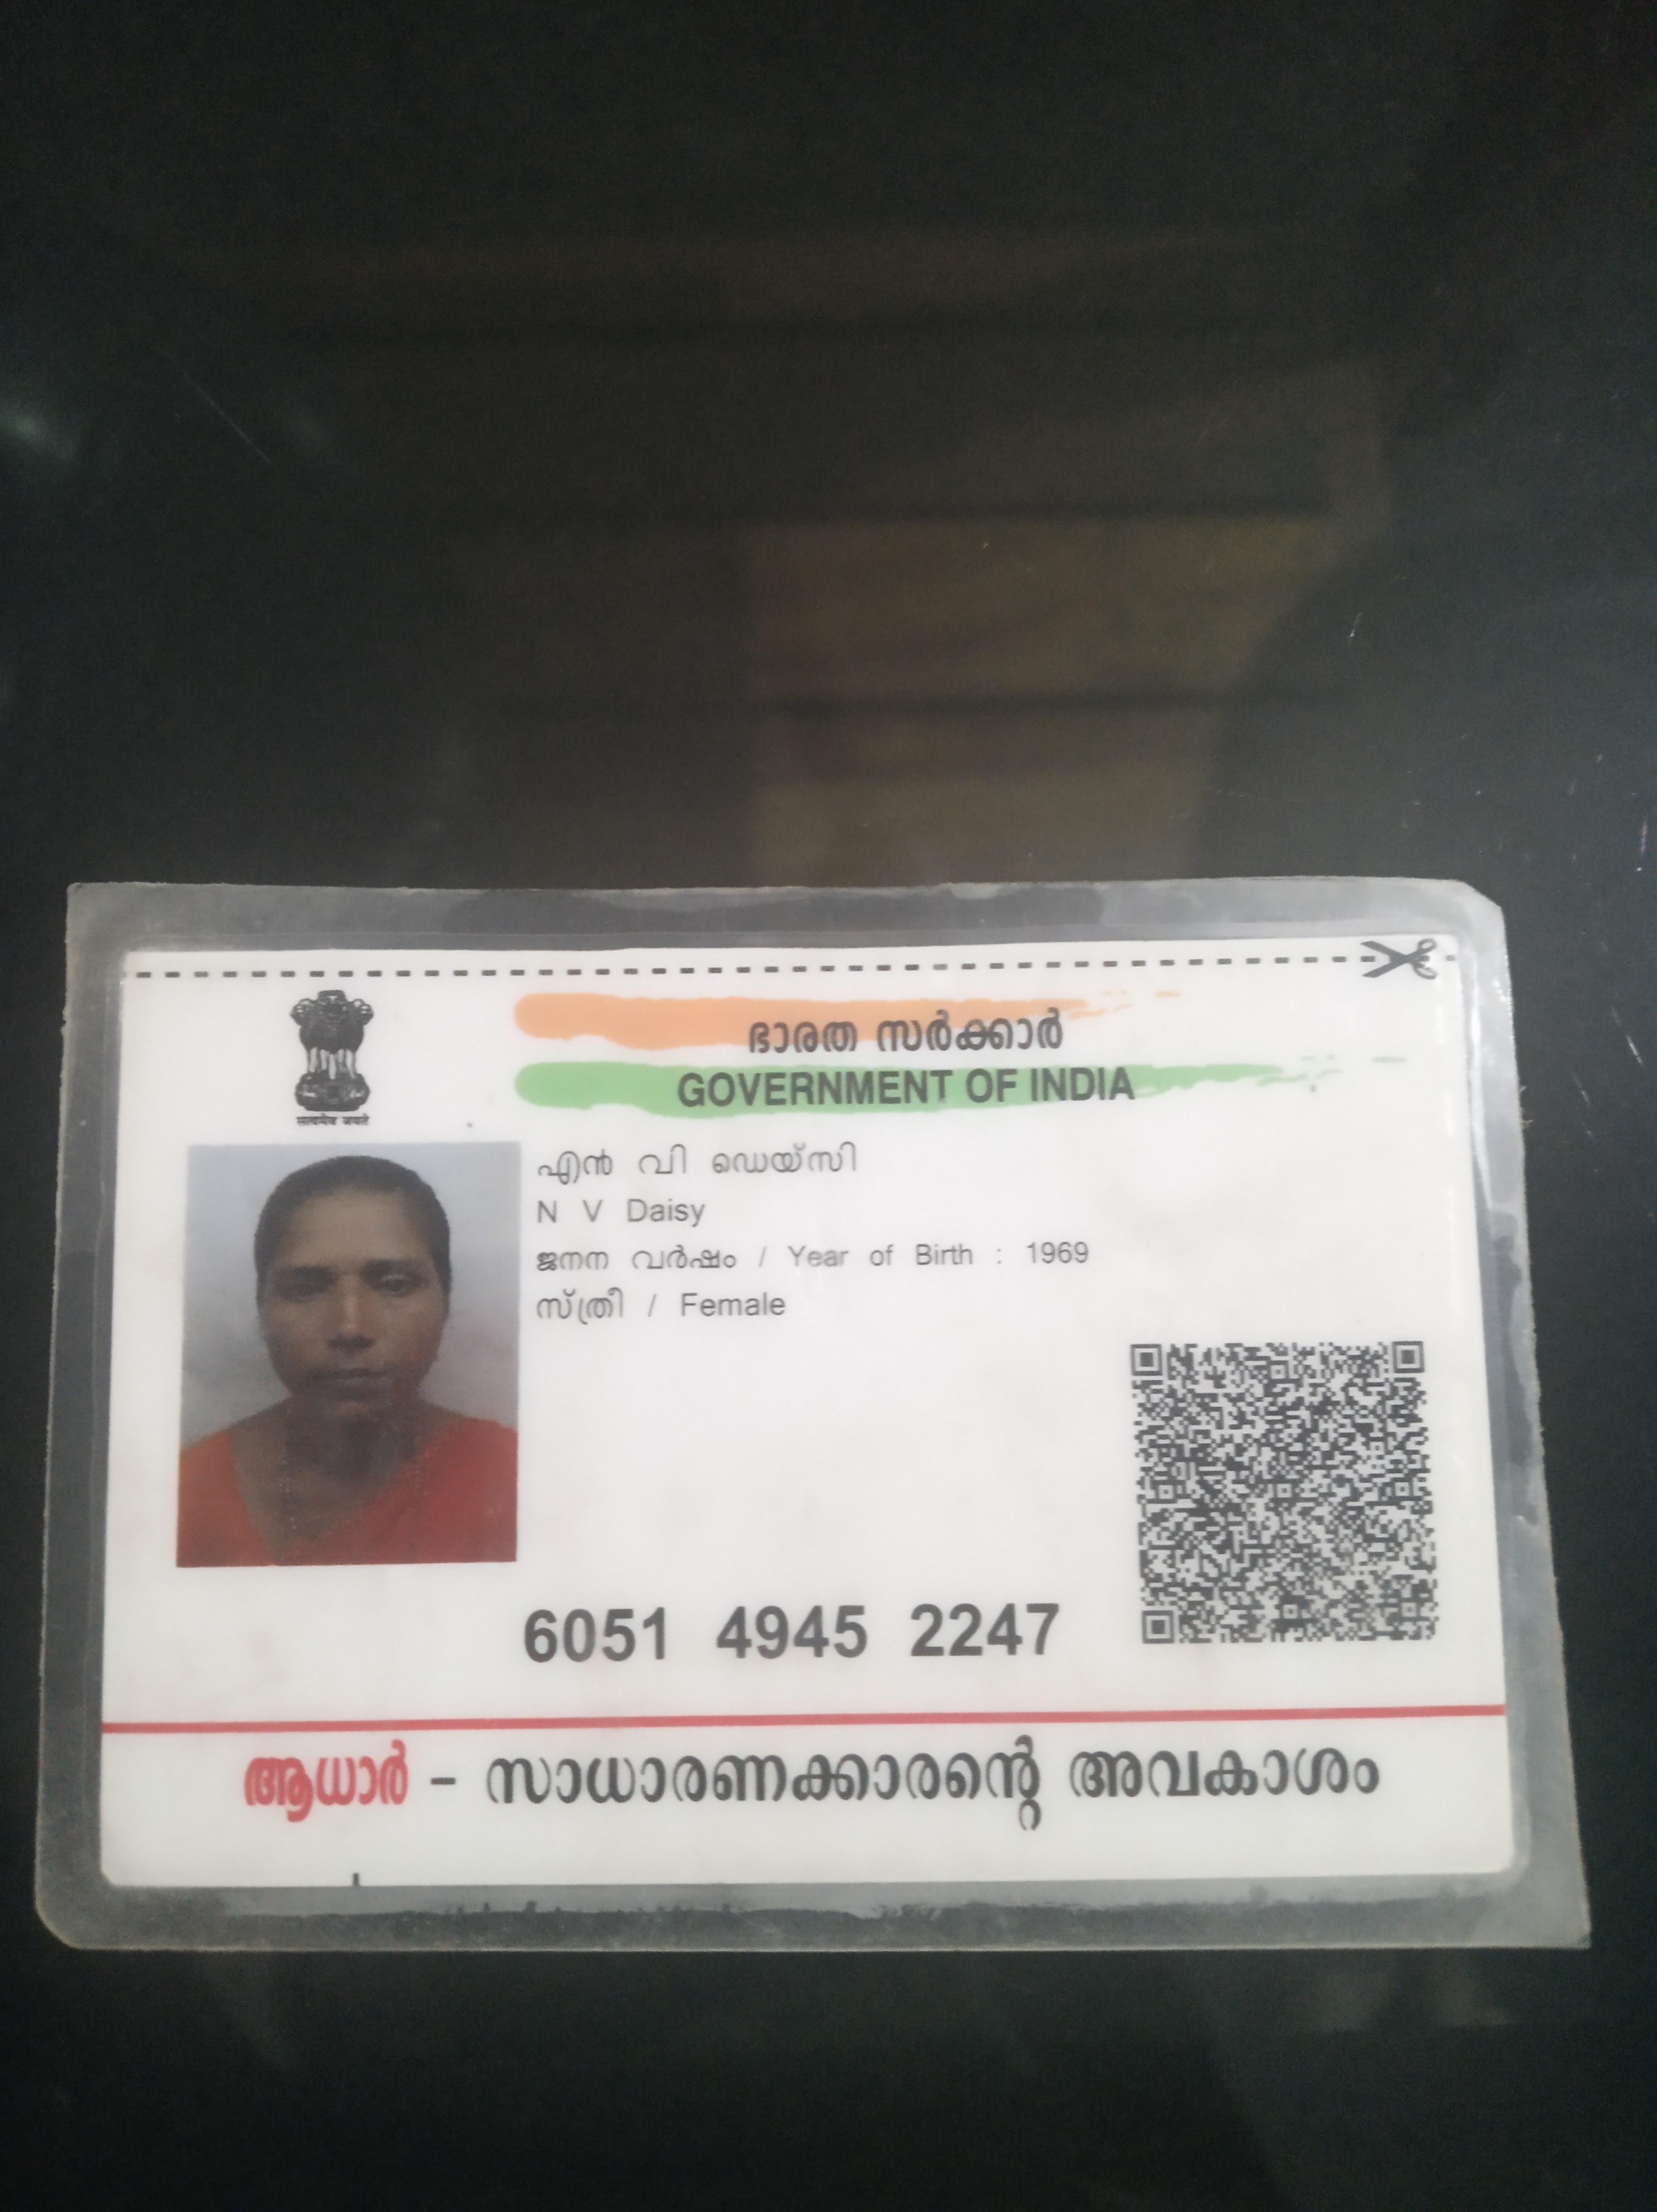 सत्यमेव जयते
ഭാരത സർക്കാർ
GOVERNMENT OF INDIA
എൻ വി ഡെയ്സി
N V Daisy
ജനന വർഷം / Year of Birth : 1969
സ്ത്രീ / Female
6051 4945 2247
ആധാർ - സാധാരണക്കാരന്റെ അവകാശം